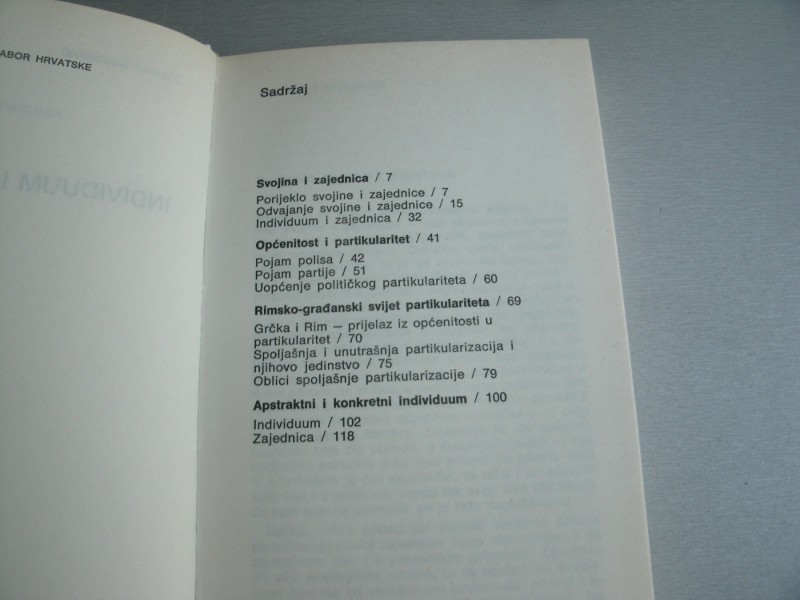 ABOR HRVATSKE
Sadržaj
Svojina i zajednica / 7
Porijeklo svojine i zajednice / 7
Odvajanje svojine i zajednice / 15
Individuum i zajednica / 32
Općenitost i partikularitet / 41
Pojam polisa / 42
Pojam partije / 51
Uopćenje političkog partikulariteta / 60
Rimsko-građanski svijet partikulariteta / 69
Grčka i Rim — prijelaz iz općenitosti u
partikularitet / 70
Spoljašnja i unutrašnja partikularizacija i
njihovo jedinstvo / 75
Oblici spoljašnje partikularizacije / 79
Apstraktni i konkretni individuum / 100
Individuum / 102
Zajednica / 118
INDIVIDUUM I